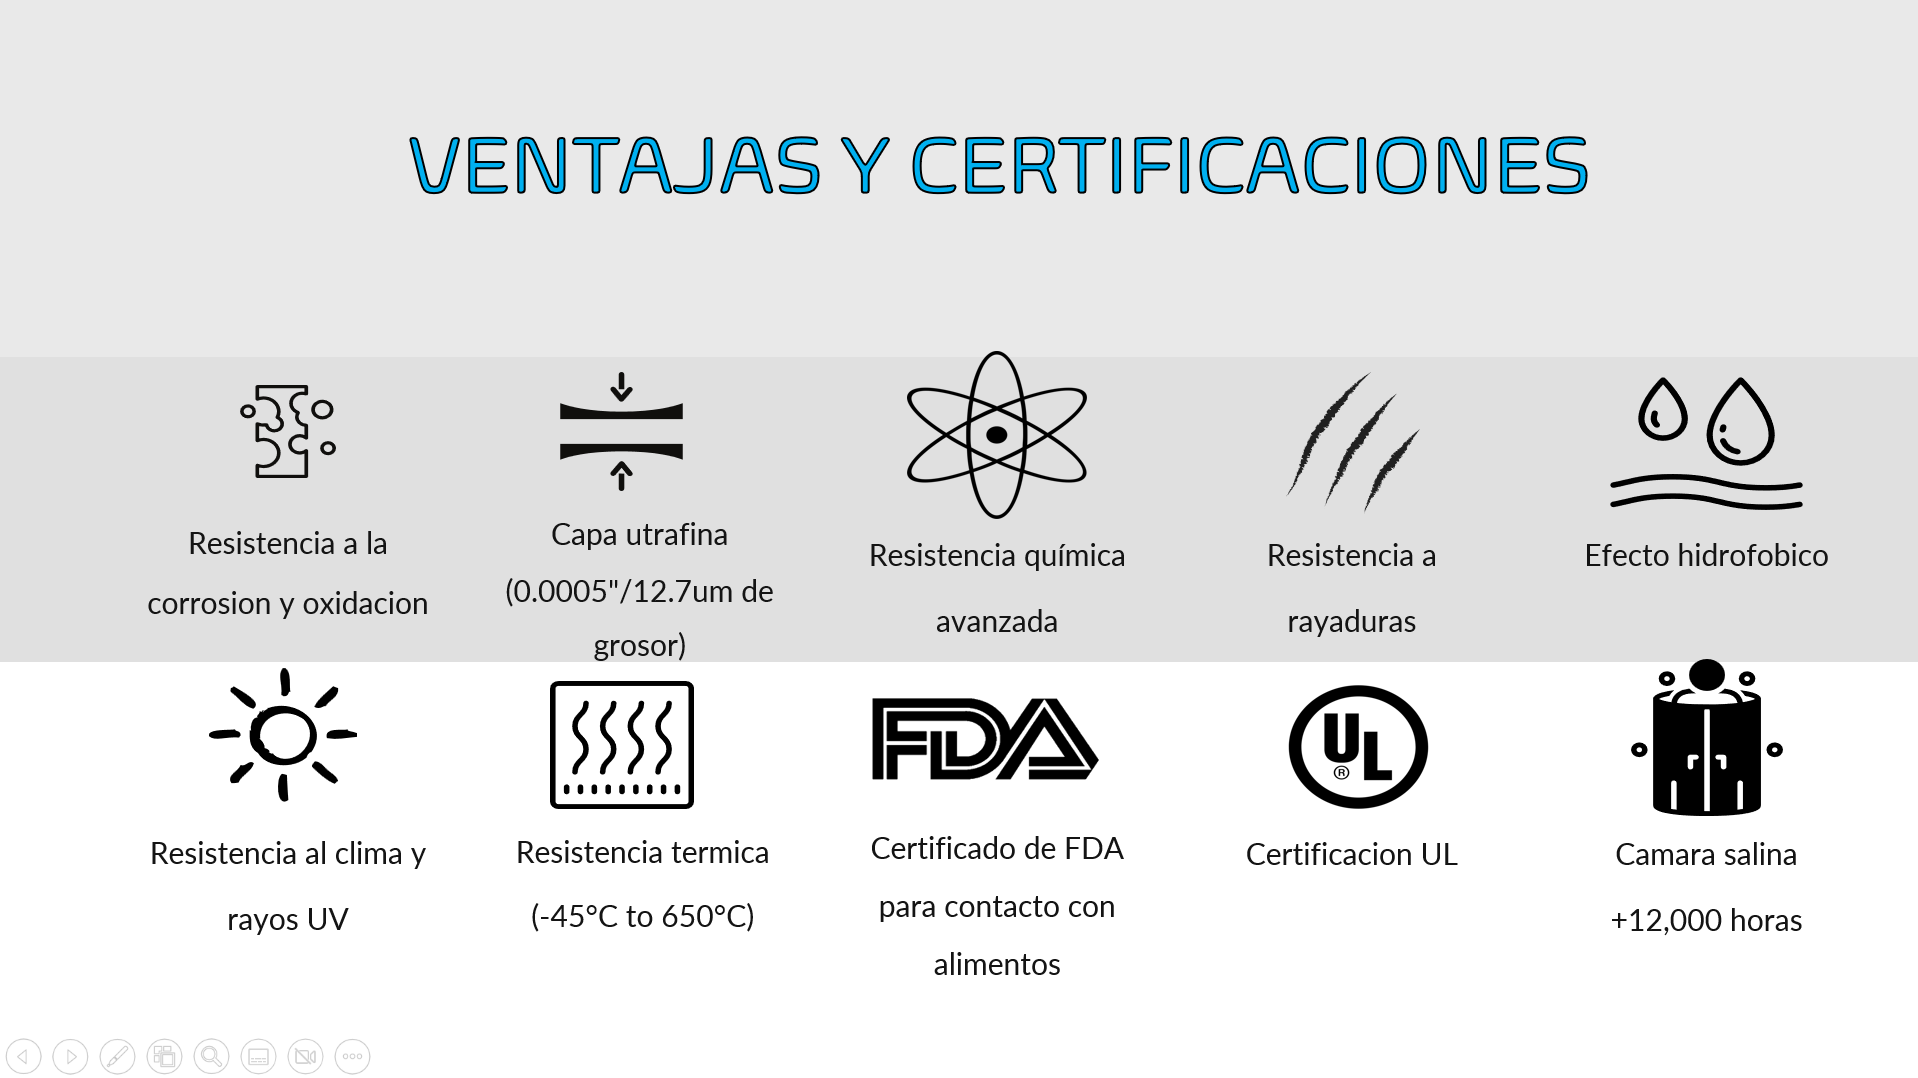 VENTAJAS Y CERTIFICACIONES
Resistencia a la
corrosion y oxidacion
Capa utrafina
(0.0005"/12.7um de
grosor)
Resistencia química
avanzada
Resistencia a
rayaduras
Efecto hidrofobico
FDA
UL
®
Resistencia al clima y
rayos UV
Resistencia termica
(-45°C to 650°C)
Certificado de FDA
para contacto con
alimentos
Certificacion UL
Camara salina
+12,000 horas